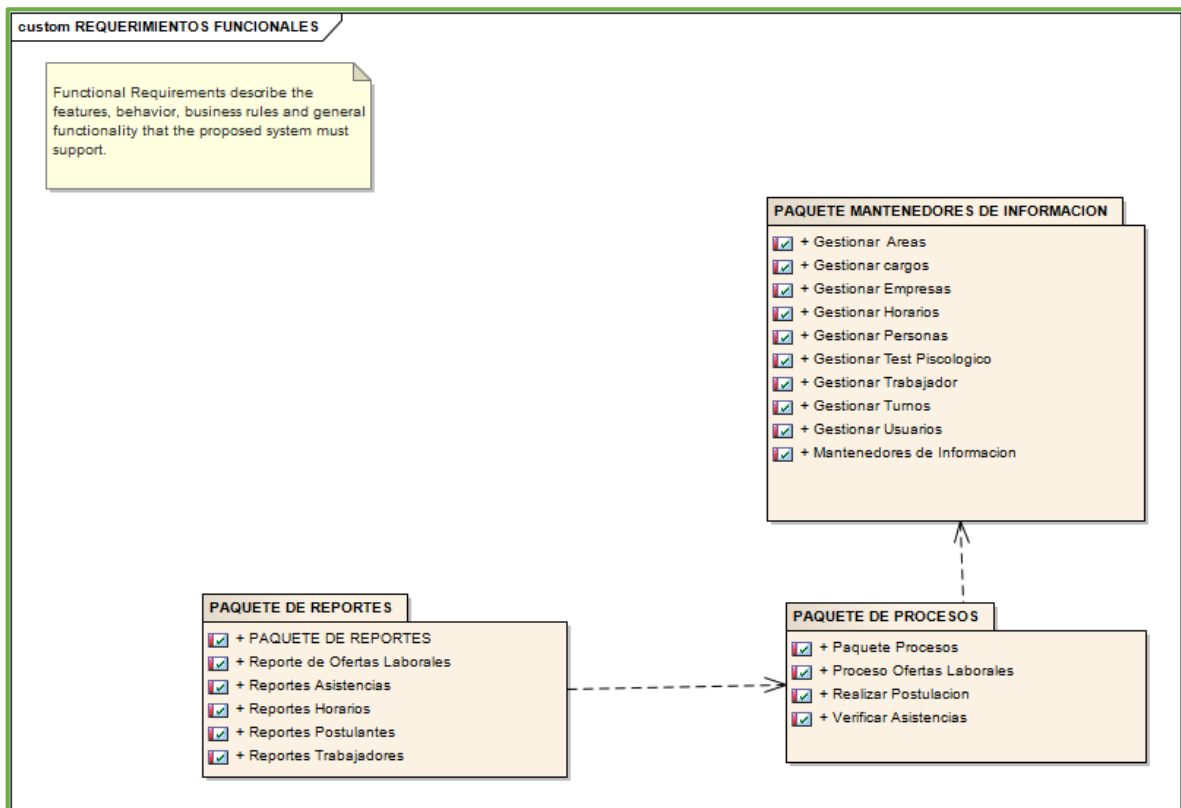 custom REQUERIMIENTOS FUNCIONALES
Functional Requirements describe the
features, behavior, business rules and general
functionality that the proposed system must
support.
PAQUETE MANTENEDORES DE INFORMACION
+ Gestionar Areas
+ Gestionar cargos
+ Gestionar Empresas
+ Gestionar Horarios
+ Gestionar Personas
+ Gestionar Test Piscologico
+ Gestionar Trabajador
+ Gestionar Turnos
+ Gestionar Usuarios
+ Mantenedores de Informacion
PAQUETE DE REPORTES
+ PAQUETE DE REPORTES
+ Reporte de Ofertas Laborales
+ Reportes Asistencias
+ Reportes Horarios
+ Reportes Postulantes
+ Reportes Trabajadores
PAQUETE DE PROCESOS
+ Paquete Procesos
+ Proceso Ofertas Laborales
+ Realizar Postulacion
+ Verificar Asistencias